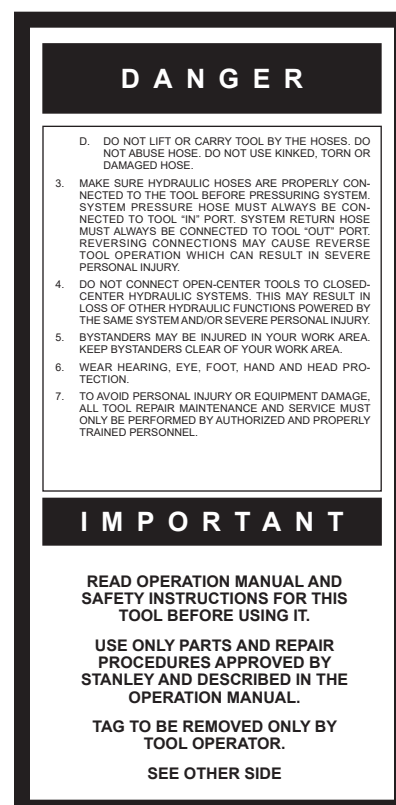 DANGER
D. DO NOT LIFT OR CARRY TOOL BY THE HOSES. DO
NOT ABUSE HOSE. DO NOT USE KINKED, TORN OR
DAMAGED HOSE.
3. MAKE SURE HYDRAULIC HOSES ARE PROPERLY CON-
NECTED TO THE TOOL BEFORE PRESSURING SYSTEM.
SYSTEM PRESSURE HOSE MUST ALWAYS BE CON-
NECTED TO TOOL “IN” PORT. SYSTEM RETURN HOSE
MUST ALWAYS BE CONNECTED TO TOOL “OUT” PORT.
REVERSING CONNECTIONS MAY CAUSE REVERSE
TOOL OPERATION WHICH CAN RESULT IN SEVERE
PERSONAL INJURY.
4. DO NOT CONNECT OPEN-CENTER TOOLS TO CLOSED-
CENTER HYDRAULIC SYSTEMS. THIS MAY RESULT IN
LOSS OF OTHER HYDRAULIC FUNCTIONS POWERED BY
THE SAME SYSTEM AND/OR SEVERE PERSONAL INJURY.
5. BYSTANDERS MAY BE INJURED IN YOUR WORK AREA.
KEEP BYSTANDERS CLEAR OF YOUR WORK AREA.
6. WEAR HEARING, EYE, FOOT, HAND AND HEAD PRO-
TECTION.
7. TO AVOID PERSONAL INJURY OR EQUIPMENT DAMAGE,
ALL TOOL REPAIR MAINTENANCE AND SERVICE MUST
ONLY BE PERFORMED BY AUTHORIZED AND PROPERLY
TRAINED PERSONNEL.
IMPORTANT
READ OPERATION MANUAL AND
SAFETY INSTRUCTIONS FOR THIS
TOOL BEFORE USING IT.
USE ONLY PARTS AND REPAIR
PROCEDURES APPROVED BY
STANLEY AND DESCRIBED IN THE
OPERATION MANUAL.
TAG TO BE REMOVED ONLY BY
TOOL OPERATOR.
SEE OTHER SIDE